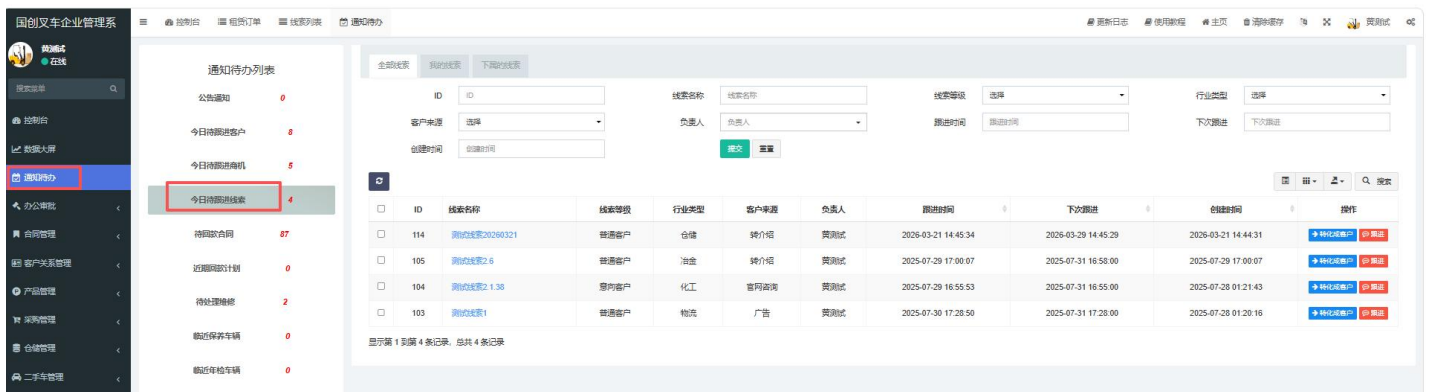 国创叉车企业管理系
控制台 租赁订单 线索列表 通知待办
更新日志 使用教程 主页 清除缓存 黄测试
黄测试
在线
搜索菜单
控制台
数据大屏
通知待办
办公审批
合同管理
客户关系管理
产品管理
采购管理
仓储管理
二手车管理
通知待办列表
公告通知 0
今日待跟进客户 8
今日待跟进商机 5
今日待跟进线索 4
待回款合同 87
近期回款计划 0
待处理维修 2
临近保养车辆 0
临近年检车辆 0
全部线索 我的线索 下属的线索
ID ID 线索名称 线索名称 线索等级 选择 行业类型 选择
客户来源 选择 负责人 负责人 跟进时间 跟进时间 下次跟进 下次跟进
创建时间 创建时间 提交 重置
搜索
ID 线索名称 线索等级 行业类型 客户来源 负责人 跟进时间 下次跟进 创建时间 操作
114 测试线索20260321 普通客户 仓储 转介绍 黄测试 2026-03-21 14:45:34 2026-03-29 14:45:29 2026-03-21 14:44:31 转化成客户 跟进
105 测试线索2.6 普通客户 冶金 转介绍 黄测试 2025-07-29 17:00:07 2025-07-31 16:58:00 2025-07-29 17:00:07 转化成客户 跟进
104 测试线索2.1.38 意向客户 化工 官网咨询 黄测试 2025-07-29 16:55:53 2025-07-31 16:55:00 2025-07-28 01:21:43 转化成客户 跟进
103 测试线索1 普通客户 物流 广告 黄测试 2025-07-30 17:28:50 2025-07-31 17:28:00 2025-07-28 01:20:16 转化成客户 跟进
显示第 1 到第 4 条记录，总共 4 条记录